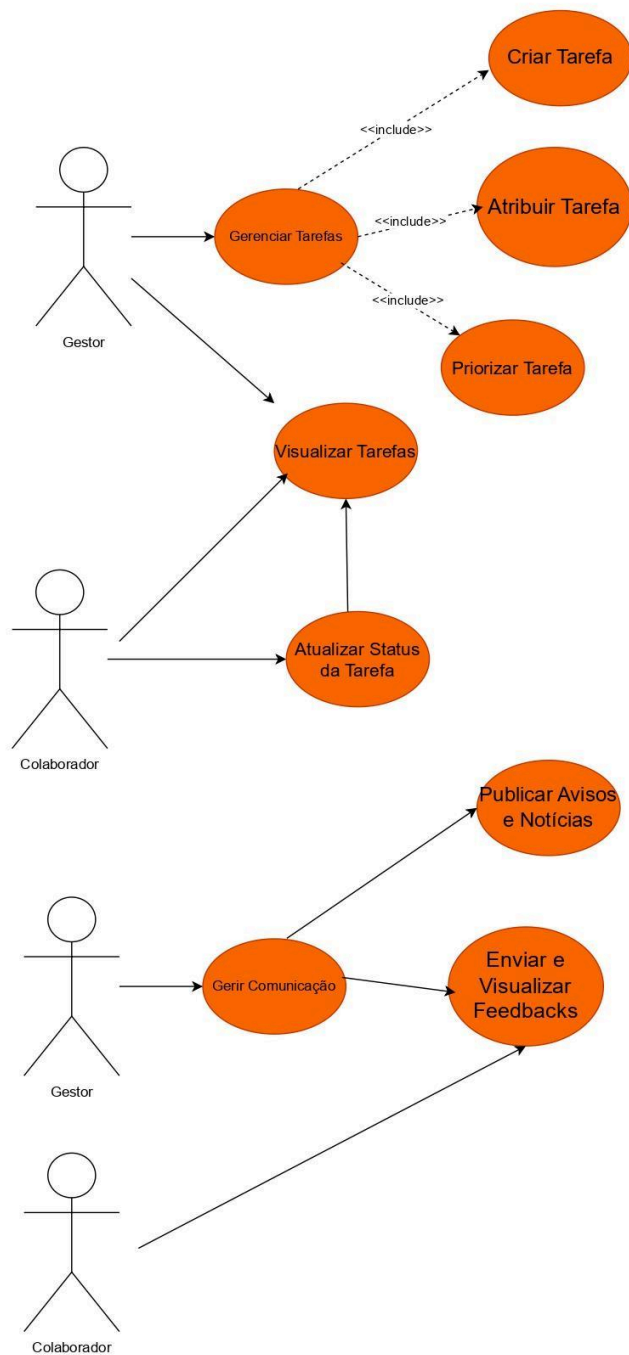 Criar Tarefa
<<include>>
Atribuir Tarefa
<<include>>
Gerenciar Tarefas
<<include>>
Gestor
Priorizar Tarefa
Visualizar Tarefas
Atualizar Status
da Tarefa
Colaborador
Publicar Avisos
e Notícias
Enviar e
Visualizar
Feedbacks
Gerir Comunicação
Gestor
Colaborador